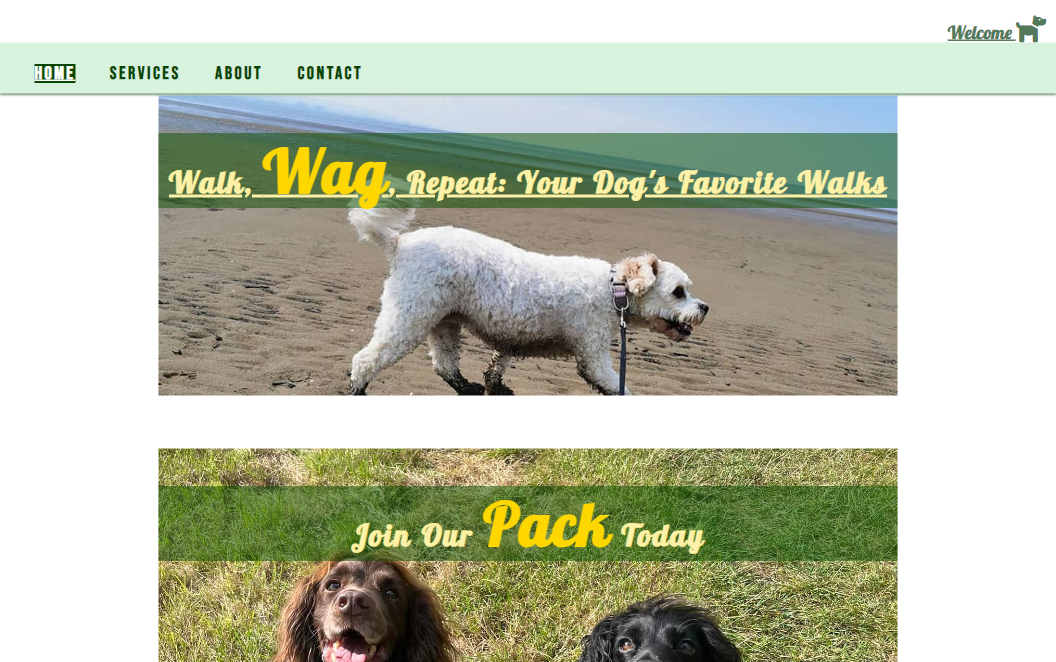 Welcome
HOME SERVICES ABOUT CONTACT
Walk, Wag, Repeat: Your Dog's Favorite Walks
Join Our Pack Today